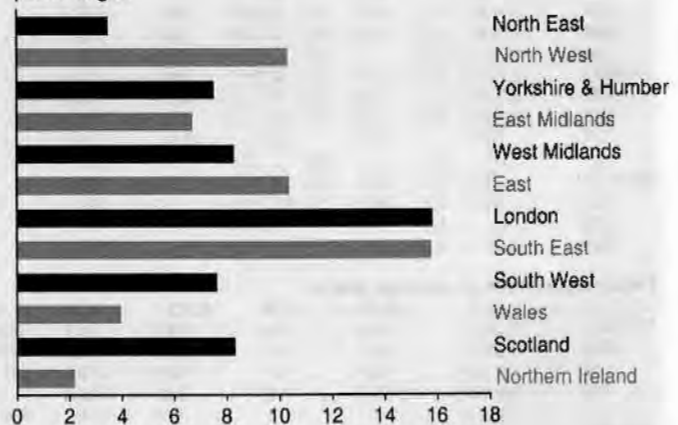 North East
North West
Yorkshire & Humber
East Midlands
West Midlands
East
London
South East
South West
Wales
Scotland
Northern Ireland
0 2 4 6 8 10 12 14 16 18